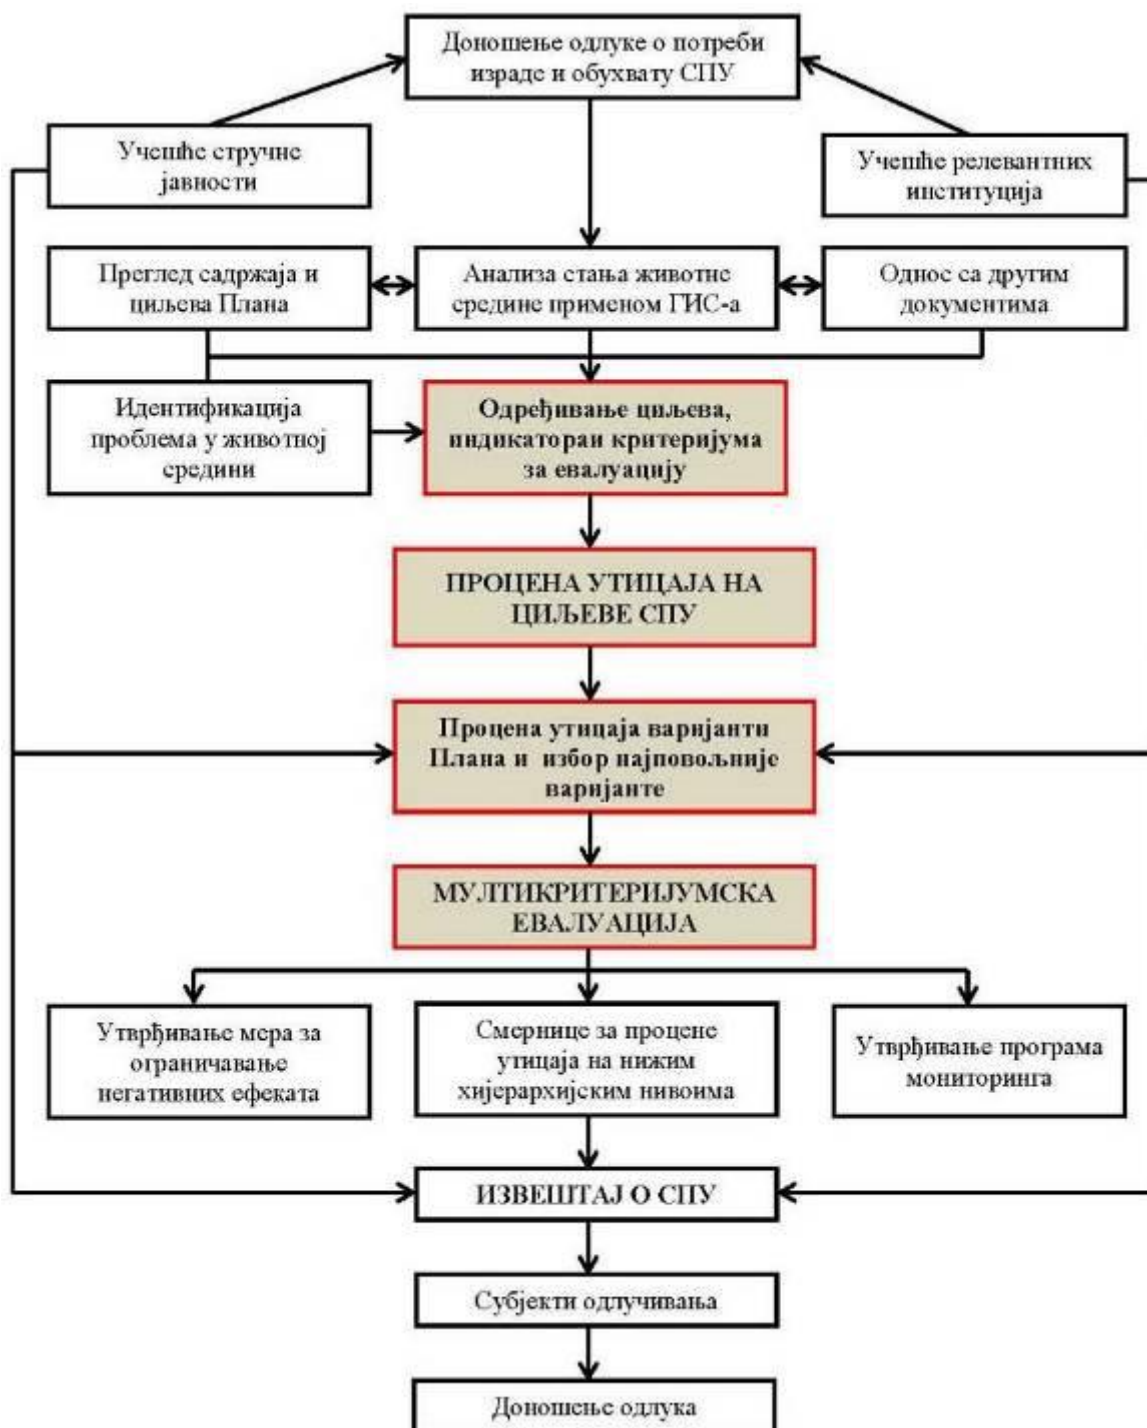 Доношење одлуке о потреби
израде и обухвату СПУ
Учешће стручне
јавности
Учешће релевантних
институција
Преглед садржаја и
циљева Плана
Анализа стања животне
средине применом ГИС-а
Однос са другим
документима
Идентификација
проблема у животној
средини
Одређивање циљева,
индикатораи критеријума
за евалуацију
ПРОЦЕНА УТИЦАЈА НА
ЦИЉЕВЕ СПУ
Процена утицаја варијанти
Плана и избор најповољније
варијанте
МУЛТИКРИТЕРИЈУМСКА
ЕВАЛУАЦИЈА
Утврђивање мера за
ограничавање
негативних ефеката
Смернице за процене
утицаја на нижим
хијерархијским нивоима
Утврђивање програма
мониторинга
ИЗВЕШТАЈ О СПУ
Субјекти одлучивања
Доношење одлука